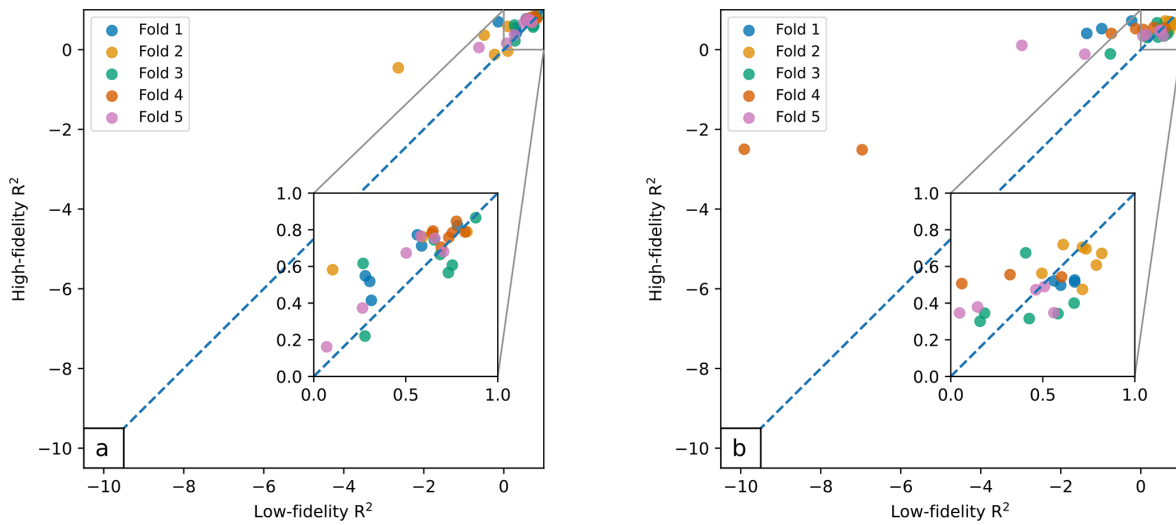 Fold 1
Fold 2
Fold 3
Fold 4
Fold 5
0
−2
−4
−6
−8
−10
High-fidelity R²
1.0
0.8
0.6
0.4
0.2
0.0
0.0 0.5 1.0
a
−10 −8 −6 −4 −2 0
Low-fidelity R²
Fold 1
Fold 2
Fold 3
Fold 4
Fold 5
0
−2
−4
−6
−8
−10
High-fidelity R²
1.0
0.8
0.6
0.4
0.2
0.0
0.0 0.5 1.0
b
−10 −8 −6 −4 −2 0
Low-fidelity R²